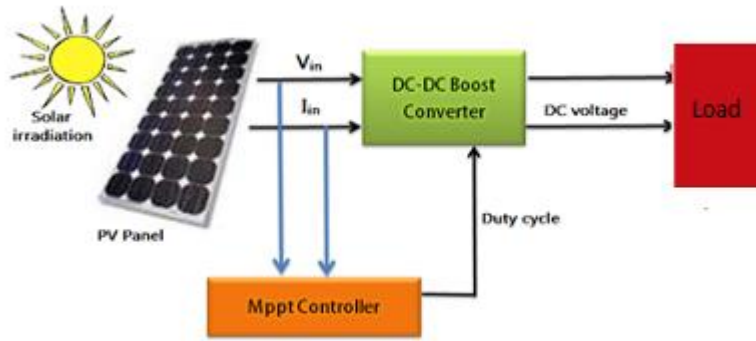 Solar
irradiation
PV Panel
Vin
Iin
DC-DC Boost
Converter
DC voltage
Load
Duty cycle
Mppt Controller